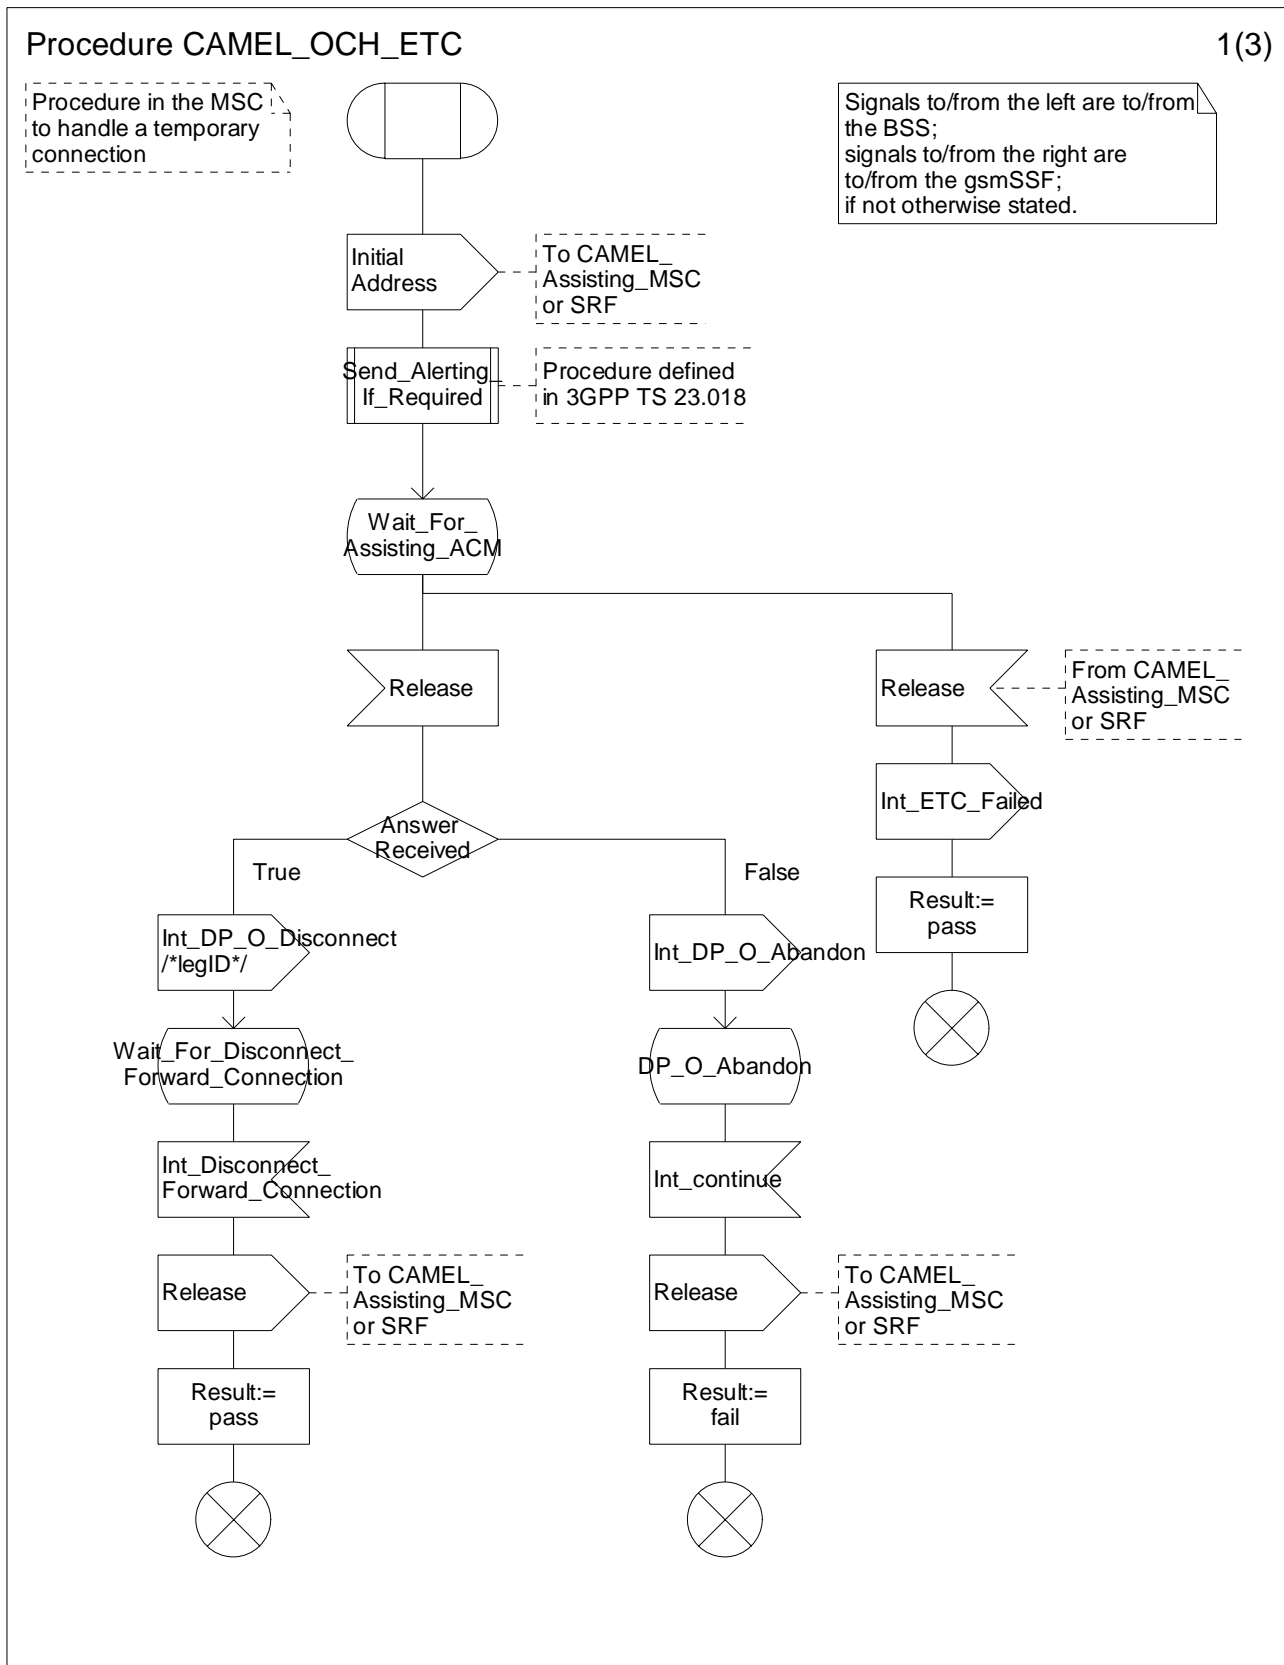 Procedure CAMEL_OCH_ETC
1(3)
Procedure in the MSC
to handle a temporary
connection
Signals to/from the left are to/from
the BSS;
signals to/from the right are
to/from the gsmSSF;
if not otherwise stated.
Initial
Address
To CAMEL_
Assisting_MSC
or SRF
Send_Alerting_
If_Required
Procedure defined
in 3GPP TS 23.018
Wait_For_
Assisting_ACM
Release
Release
From CAMEL_
Assisting_MSC
or SRF
Int_ETC_Failed
Answer
Received
True
False
Result:=
pass
Int_DP_O_Disconnect
/*legID*/
Int_DP_O_Abandon
Wait_For_Disconnect_
Forward_Connection
DP_O_Abandon
Int_Disconnect_
Forward_Connection
Int_continue
Release
To CAMEL_
Assisting_MSC
or SRF
Release
To CAMEL_
Assisting_MSC
or SRF
Result:=
pass
Result:=
fail